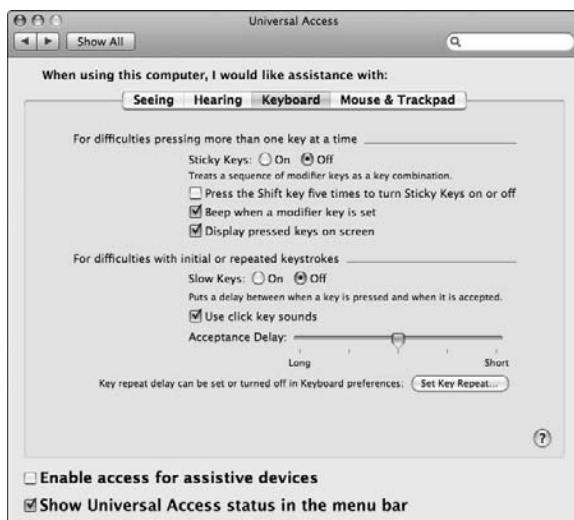 Universal Access
Show All
When using this computer, I would like assistance with:
Seeing Hearing Keyboard Mouse & Trackpad
For difficulties pressing more than one key at a time
Sticky Keys: On Off
Treats a sequence of modifier keys as a key combination.
Press the Shift key five times to turn Sticky Keys on or off
Beep when a modifier key is set
Display pressed keys on screen
For difficulties with initial or repeated keystrokes
Slow Keys: On Off
Puts a delay between when a key is pressed and when it is accepted.
Use click key sounds
Acceptance Delay:
Long Short
Key repeat delay can be set or turned off in Keyboard preferences: Set Key Repeat...
?
Enable access for assistive devices
Show Universal Access status in the menu bar